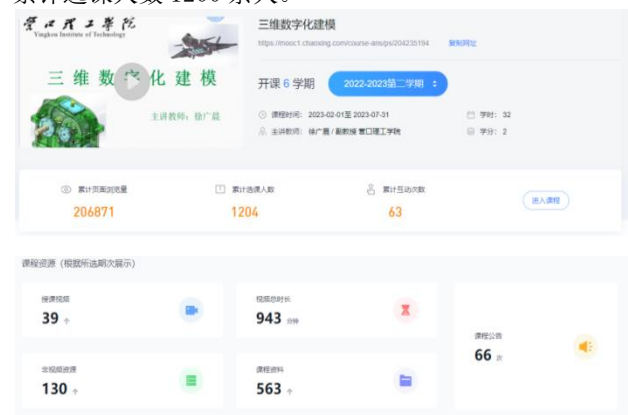 累计选课人数 1200 余人。
营口理工学院
Yingkou Institute of Technology
三维数字化建模
主讲教师：徐广晨
三维数字化建模
https://mooc1.chaoxing.com/course-ans/ps/204235194 复制网址
开课 6 学期 2022-2023第二学期
课程时间： 2023-02-01至 2023-07-31 学时： 32
主讲教师： 徐广晨 / 副教授 营口理工学院 学分： 2
累计页面浏览量 累计选课人数 累计互动次数
206871 1204 63 进入课程
课程资源（根据所选期次展示）
授课视频 视频总时长
39 个 943 分钟
课程公告
66 次
非视频资源 课程资料
130 个 563 个